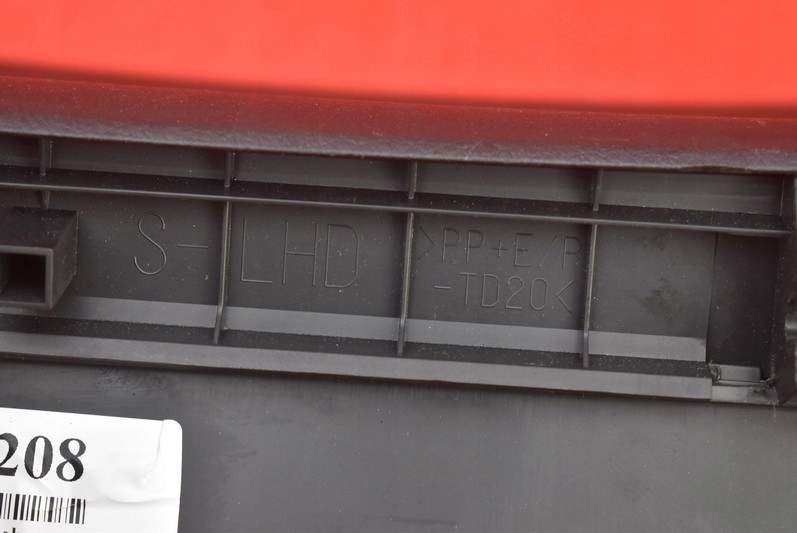 S-LHD
>PP+E/P
-TD20<
208